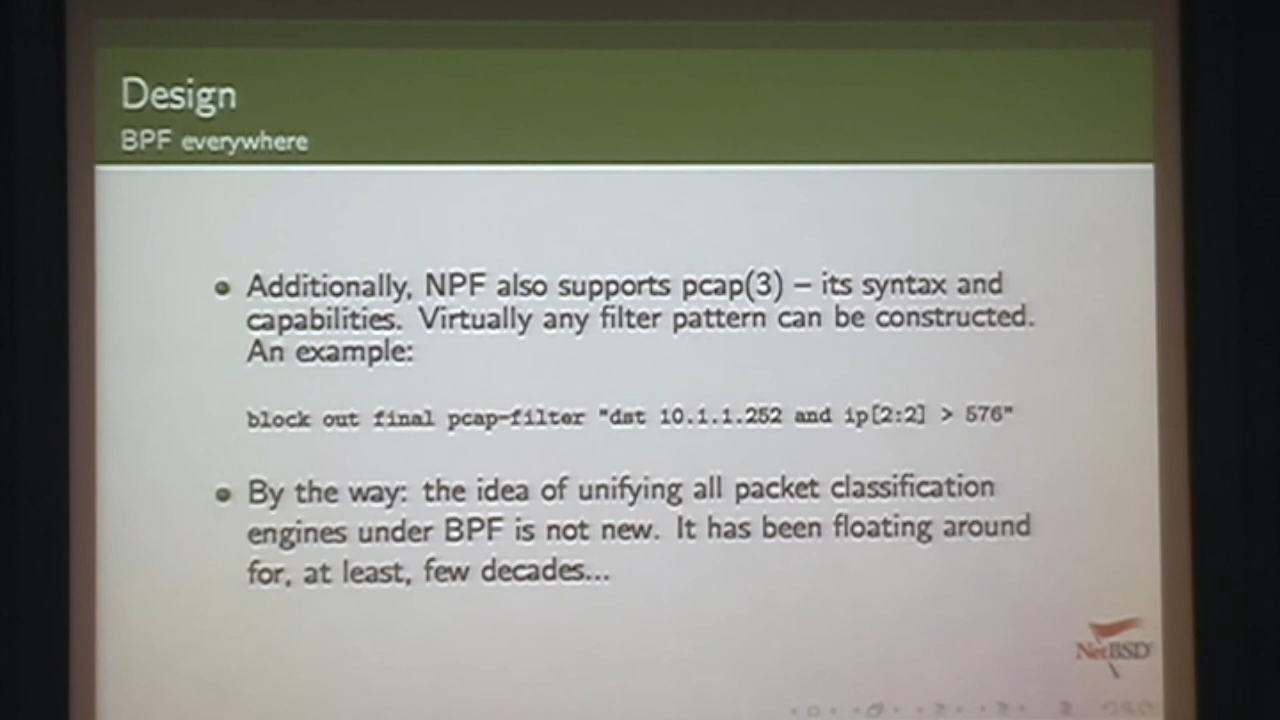 Design
BPF everywhere
Additionally, NPF also supports pcap(3) – its syntax and
capabilities. Virtually any filter pattern can be constructed.
An example:
block out final pcap-filter "dst 10.1.1.252 and ip[2:2] > 576"
By the way: the idea of unifying all packet classification
engines under BPF is not new. It has been floating around
for, at least, few decades...
NetBSD